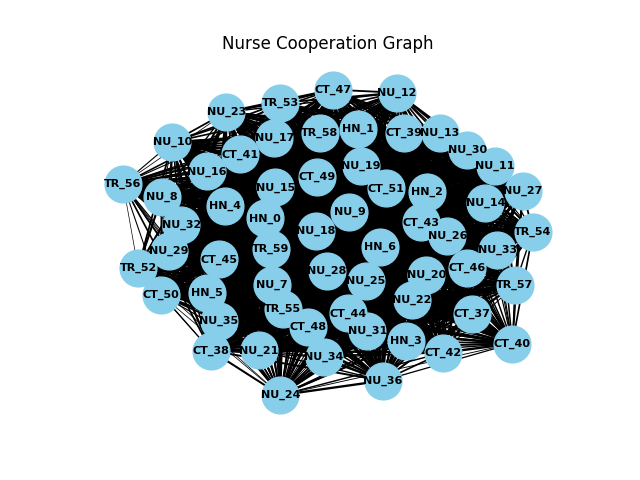 Nurse Cooperation Graph
CT_47
NU_12
TR_53
NU_23
TR_58
HN_1
CT_39
NU_13
NU_17
NU_10
NU_30
CT_41
NU_19
NU_11
NU_16
CT_49
TR_56
NU_15
CT_51
HN_2
NU_27
NU_8
NU_14
HN_4
NU_9
HN_0
CT_43
NU_32
NU_18
TR_54
NU_26
HN_6
TR_59
NU_29
NU_33
CT_45
TR_52
CT_46
NU_28
NU_20
NU_25
NU_7
TR_57
HN_5
CT_50
NU_22
TR_55
CT_44
CT_37
NU_35
CT_48
NU_31
HN_3
CT_40
CT_38
NU_21
CT_42
NU_34
NU_36
NU_24